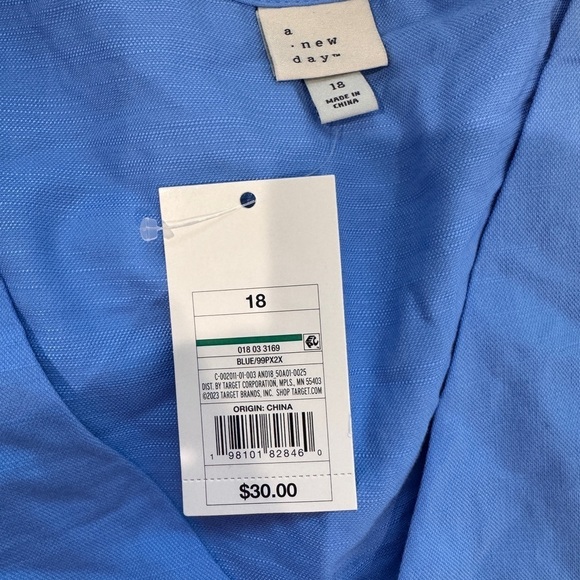 a
· new
day™
18
MADE IN
CHINA
18
018 03 3169
BLUE/99PX2X
C-002011-01-003 AN018_50A01-0025
DIST. BY TARGET CORPORATION, MPLS., MN 55403
©2023 TARGET BRANDS, INC. SHOP TARGET.COM
ORIGIN: CHINA
1 98101 82846 0
$30.00